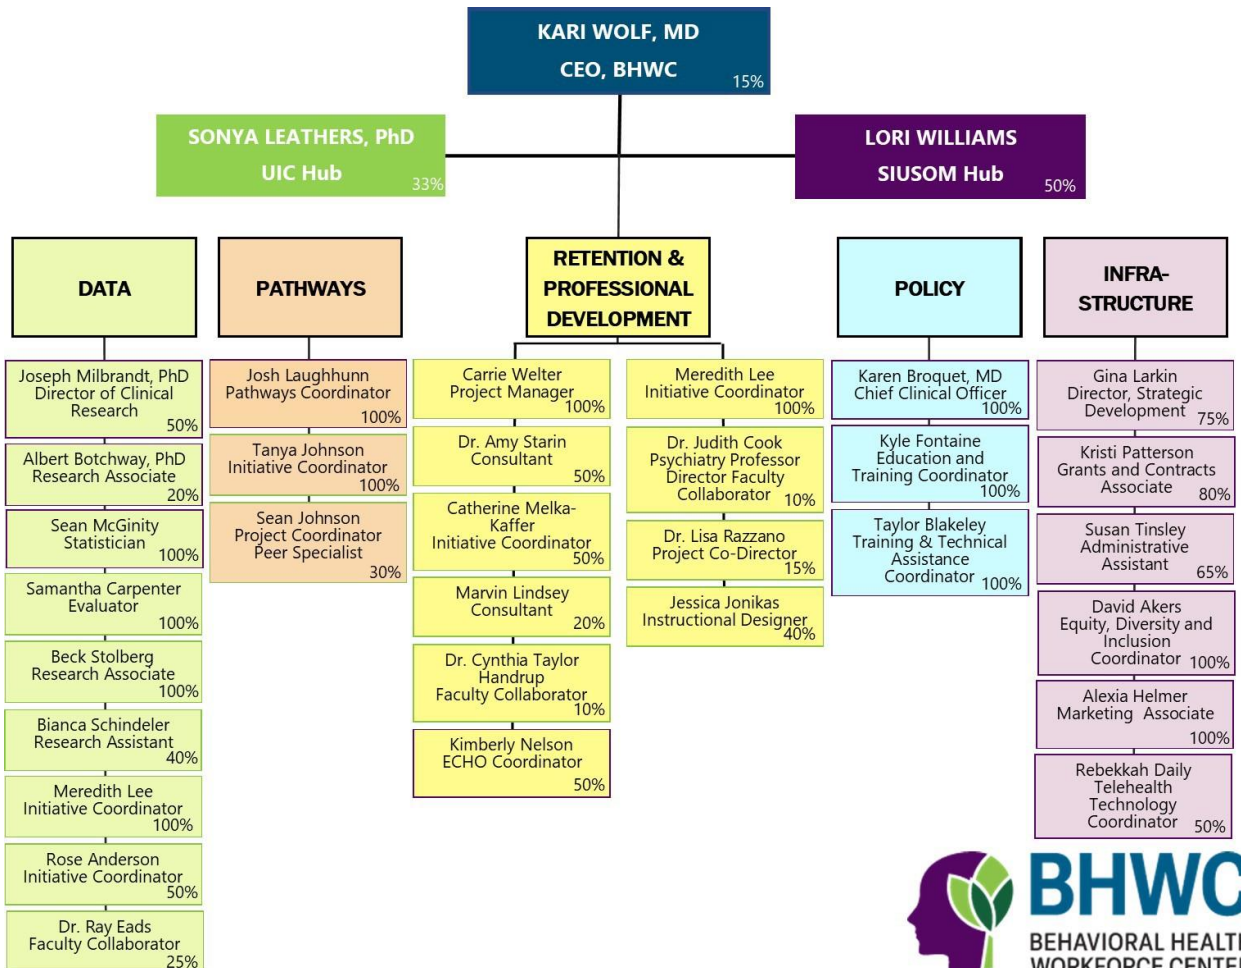 KARI WOLF, MD
CEO, BHWC
15%
SONYA LEATHERS, PhD
UIC Hub
33%
LORI WILLIAMS
SIUSOM Hub
50%
DATA
Joseph Milbrandt, PhD
Director of Clinical
Research
50%
Albert Botchway, PhD
Research Associate
20%
Sean McGinity
Statistician
100%
Samantha Carpenter
Evaluator
100%
Beck Stolberg
Research Associate
100%
Bianca Schindeler
Research Assistant
40%
Meredith Lee
Initiative Coordinator
100%
Rose Anderson
Initiative Coordinator
50%
Dr. Ray Eads
Faculty Collaborator
25%
PATHWAYS
Josh Laughhunn
Pathways Coordinator
100%
Tanya Johnson
Initiative Coordinator
100%
Sean Johnson
Project Coordinator
Peer Specialist
30%
RETENTION &
PROFESSIONAL
DEVELOPMENT
Carrie Welter
Project Manager
100%
Dr. Amy Starin
Consultant
50%
Catherine Melka-
Kaffer
Initiative Coordinator
50%
Marvin Lindsey
Consultant
20%
Dr. Cynthia Taylor
Handrup
Faculty Collaborator
10%
Kimberly Nelson
ECHO Coordinator
50%
Meredith Lee
Initiative Coordinator
100%
Dr. Judith Cook
Psychiatry Professor
Director Faculty
Collaborator
10%
Dr. Lisa Razzano
Project Co-Director
15%
Jessica Jonikas
Instructional Designer
40%
POLICY
Karen Broquet, MD
Chief Clinical Officer
100%
Kyle Fontaine
Education and
Training Coordinator
100%
Taylor Blakeley
Training & Technical
Assistance
Coordinator
100%
INFRA-
STRUCTURE
Gina Larkin
Director, Strategic
Development
75%
Kristi Patterson
Grants and Contracts
Associate
80%
Susan Tinsley
Administrative
Assistant
65%
David Akers
Equity, Diversity and
Inclusion
Coordinator
100%
Alexia Helmer
Marketing Associate
100%
Rebekkah Daily
Telehealth
Technology
Coordinator
50%
BHWC
BEHAVIORAL HEALTH
WORKFORCE CENTER